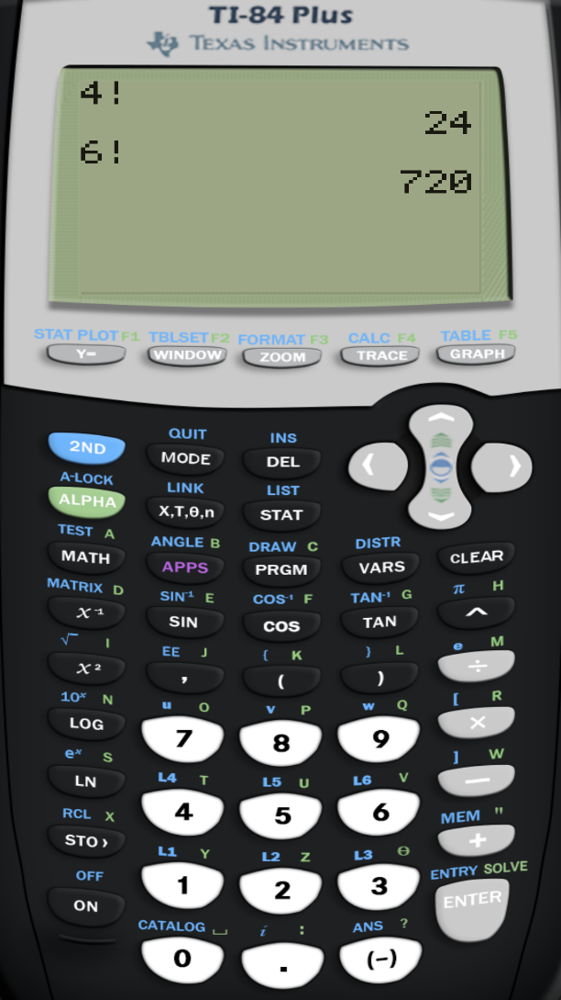 TI-84 Plus
TEXAS INSTRUMENTS
4!
24
6!
720
STAT PLOT F1 TBLSET F2 FORMAT F3 CALC F4 TABLE F5
Y= WINDOW ZOOM TRACE GRAPH
QUIT INS
2ND MODE DEL
A-LOCK LINK LIST
ALPHA X,T,θ,n STAT
TEST A ANGLE B DRAW C DISTR
MATH APPS PRGM VARS CLEAR
MATRIX D SIN⁻¹ E COS⁻¹ F TAN⁻¹ G π H
x⁻¹ SIN COS TAN ^
√‾ I EE J { K } L e M
x² , ( ) ÷
10ˣ N u O v P w Q [ R
LOG 7 8 9 ×
eˣ S L4 T L5 U L6 V ] W
LN 4 5 6 −
RCL X L1 Y L2 Z L3 θ MEM "
STO› 1 2 3 +
OFF CATALOG ⎵ i : ANS ? ENTRY SOLVE
ON 0 . (−) ENTER